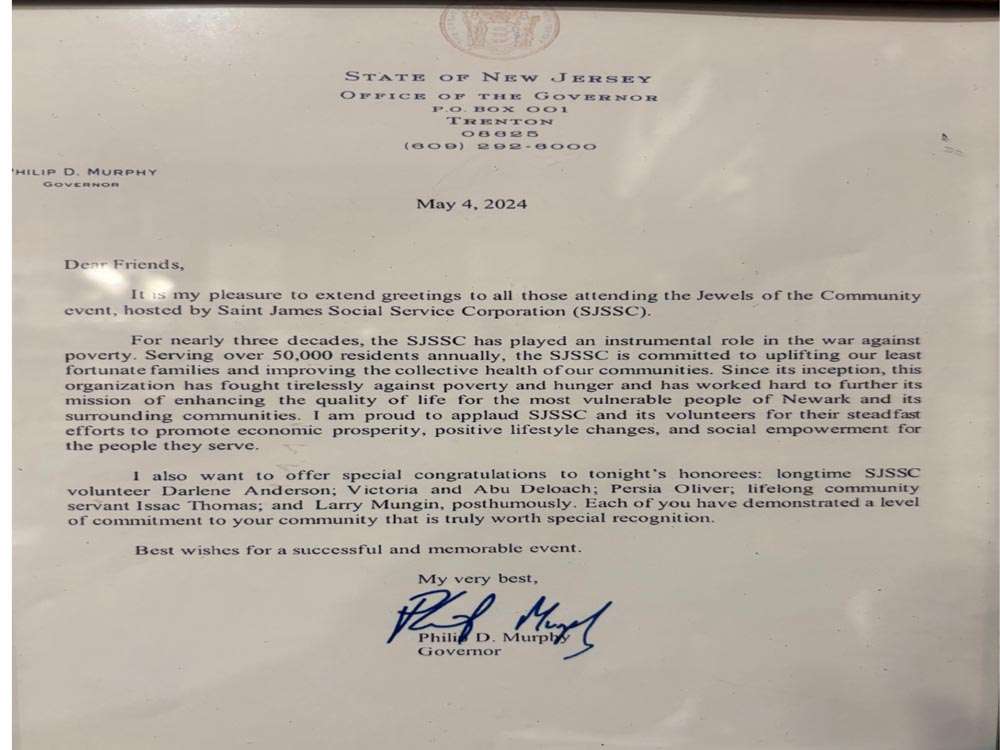 STATE OF NEW JERSEY
OFFICE OF THE GOVERNOR
P.O. BOX 001
TRENTON
08625
(609) 292-6000
PHILIP D. MURPHY
GOVERNOR
May 4, 2024
Dear Friends,
It is my pleasure to extend greetings to all those attending the Jewels of the Community
event, hosted by Saint James Social Service Corporation (SJSSC).
For nearly three decades, the SJSSC has played an instrumental role in the war against
poverty. Serving over 50,000 residents annually, the SJSSC is committed to uplifting our least
fortunate families and improving the collective health of our communities. Since its inception, this
organization has fought tirelessly against poverty and hunger and has worked hard to further its
mission of enhancing the quality of life for the most vulnerable people of Newark and its
surrounding communities. I am proud to applaud SJSSC and its volunteers for their steadfast
efforts to promote economic prosperity, positive lifestyle changes, and social empowerment for
the people they serve.
I also want to offer special congratulations to tonight's honorees: longtime SJSSC
volunteer Darlene Anderson; Victoria and Abu Deloach; Persia Oliver; lifelong community
servant Issac Thomas; and Larry Mungin, posthumously. Each of you have demonstrated a level
of commitment to your community that is truly worth special recognition.
Best wishes for a successful and memorable event.
My very best,
Philip D. Murphy
Governor